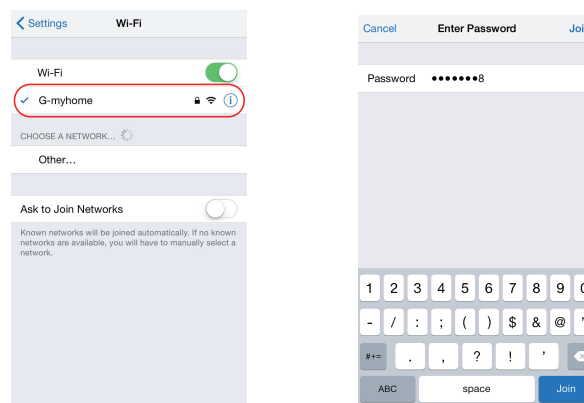 Settings Wi-Fi
Wi-Fi
G-myhome
CHOOSE A NETWORK...
Other...
Ask to Join Networks
Known networks will be joined automatically. If no known
networks are available, you will have to manually select a
network.
Cancel Enter Password Joi
Password ●●●●●●●8
1 2 3 4 5 6 7 8 9 0
- / : ; ( ) $ & @ "
#+= . , ? ! '
ABC space Join